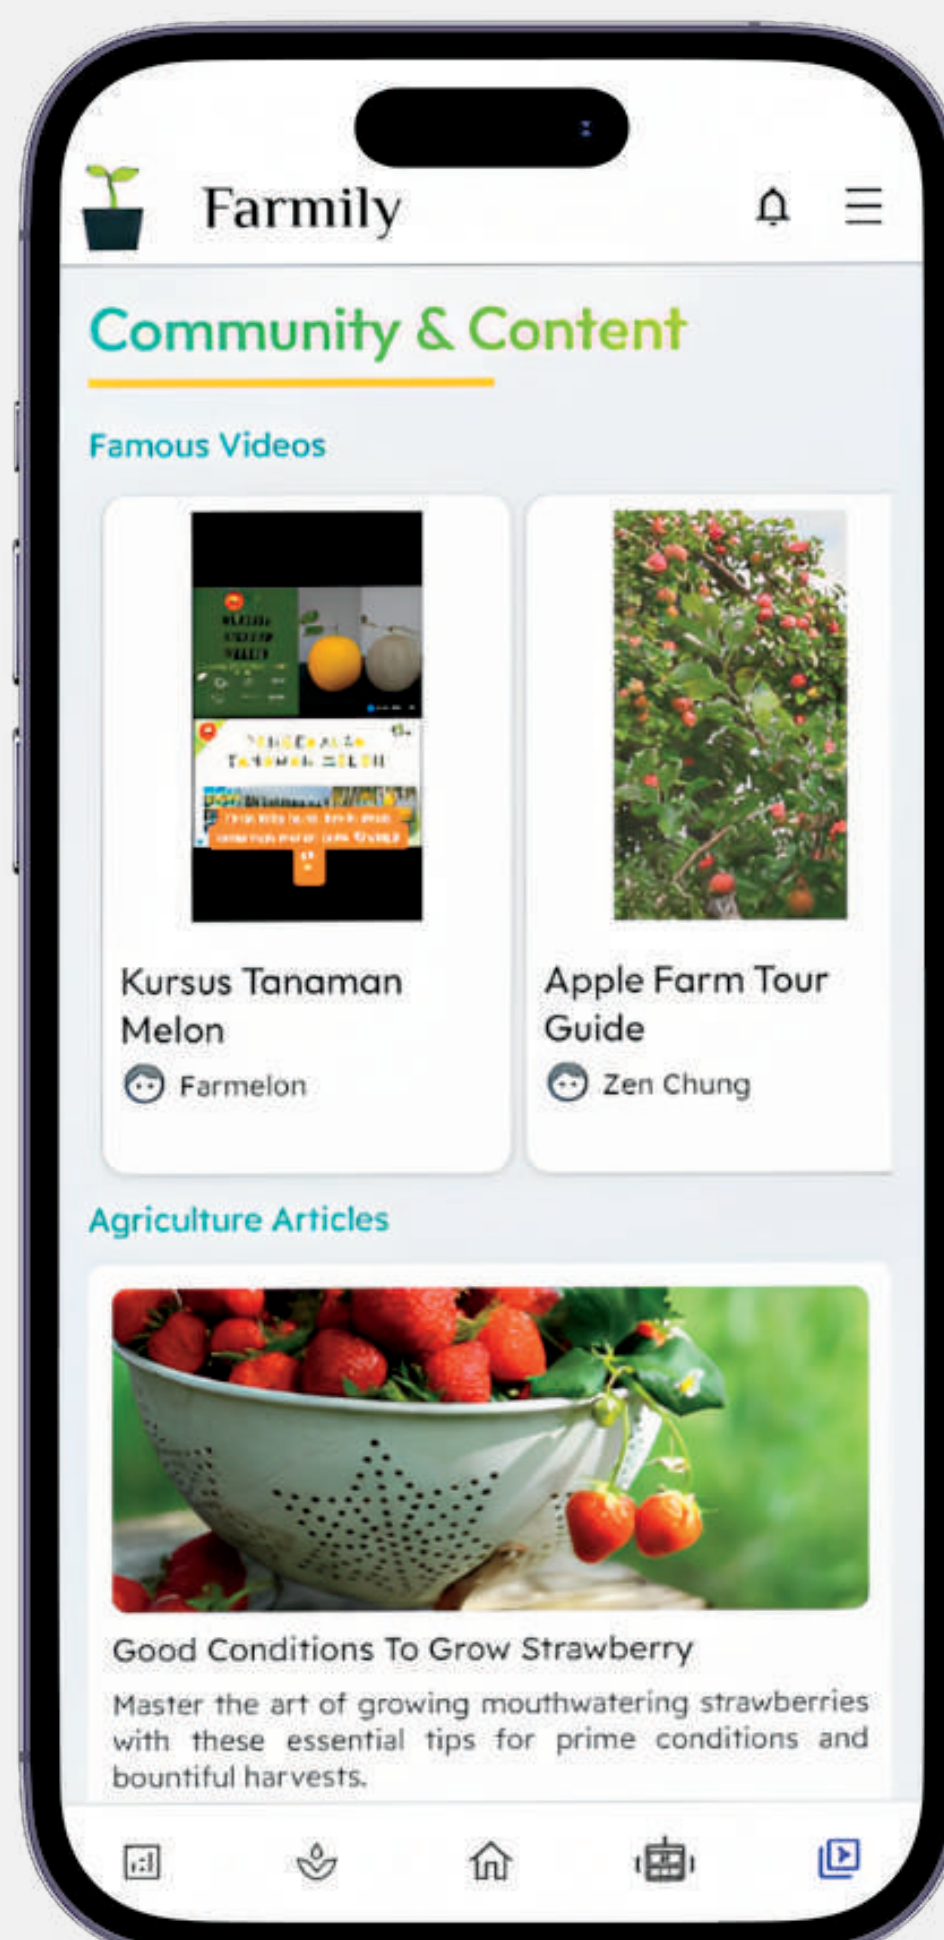 Farmily
Community & Content
Famous Videos
Kursus Tanaman
Melon
Farmelon
Apple Farm Tour
Guide
Zen Chung
Agriculture Articles
Good Conditions To Grow Strawberry
Master the art of growing mouthwatering strawberries
with these essential tips for prime conditions and
bountiful harvests.